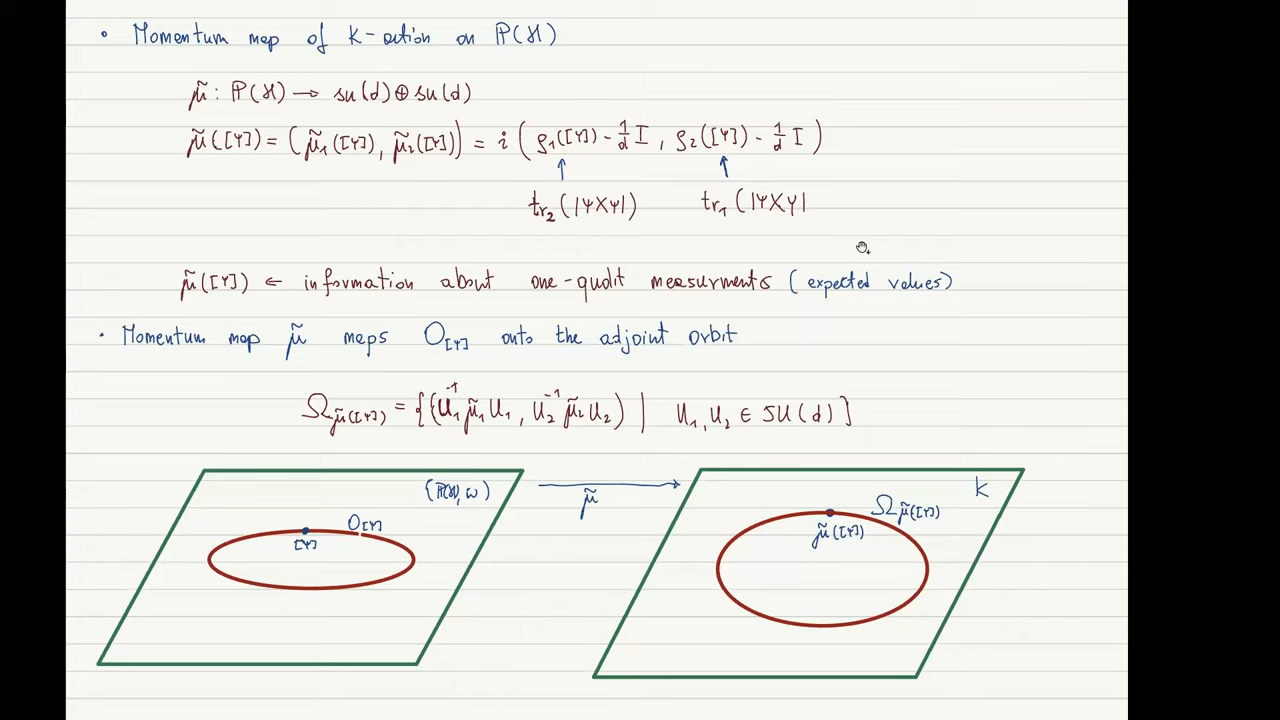 • Momentum map of K-action on ℙ(ℋ)
μ̃ : ℙ(ℋ) → su(d)⊕su(d)
μ̃([Ψ]) = (μ̃₁([Ψ]), μ̃₂([Ψ])) = i (ρ₁([Ψ]) - 1/d I , ρ₂([Ψ]) - 1/d I)
tr₂(|Ψ⟩⟨Ψ|) tr₁(|Ψ⟩⟨Ψ|
μ̃([Ψ]) ← information about one-qudit measurments (expected values)
• Momentum map μ̃ maps O[Ψ] onto the adjoint orbit
Ω μ̃([Ψ]) = {(U₁⁻¹ μ̃₁ U₁ , U₂⁻¹ μ̃₂ U₂) | U₁, U₂ ∈ SU(d)}
(ℙ(ℋ), ω) μ̃ k
[Ψ] O[Ψ] μ̃([Ψ]) Ω μ̃([Ψ])